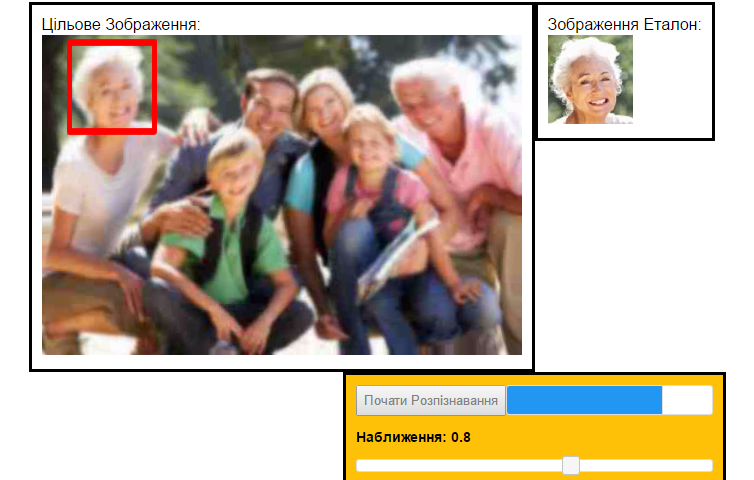 Цільове Зображення:
Зображення Еталон:
Почати Розпізнавання
Наближення: 0.8